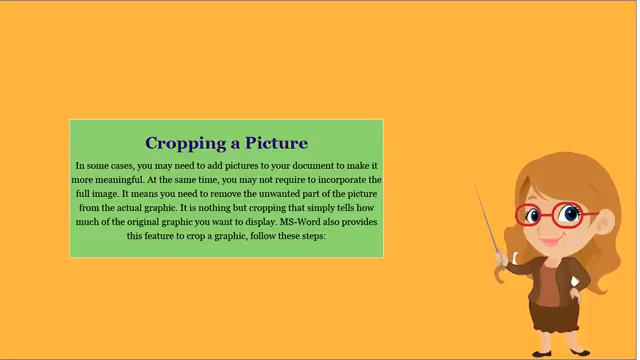 Cropping a Picture
In some cases, you may need to add pictures to your document to make it
more meaningful. At the same time, you may not require to incorporate the
full image. It means you need to remove the unwanted part of the picture
from the actual graphic. It is nothing but cropping that simply tells how
much of the original graphic you want to display. MS-Word also provides
this feature to crop a graphic, follow these steps: